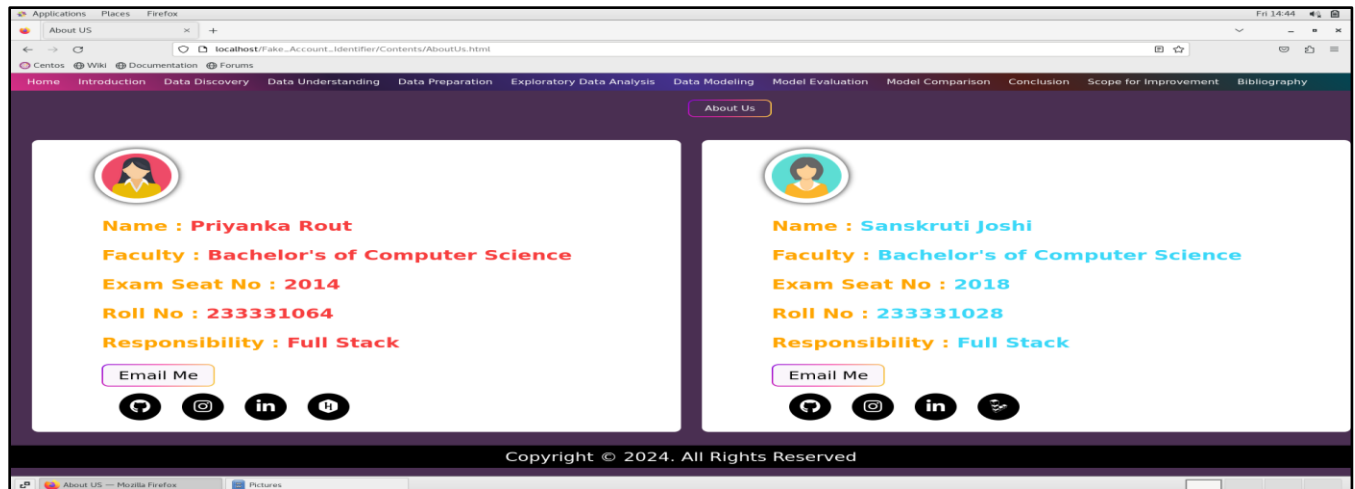 Applications Places Firefox Fri 14:44
About US × +
localhost/Fake_Account_Identifier/Contents/AboutUs.html
Centos Wiki Documentation Forums
Home Introduction Data Discovery Data Understanding Data Preparation Exploratory Data Analysis Data Modeling Model Evaluation Model Comparison Conclusion Scope for Improvement Bibliography
About Us
Name : Priyanka Rout
Faculty : Bachelor's of Computer Science
Exam Seat No : 2014
Roll No : 233331064
Responsibility : Full Stack
Email Me
in H
Name : Sanskruti Joshi
Faculty : Bachelor's of Computer Science
Exam Seat No : 2018
Roll No : 233331028
Responsibility : Full Stack
Email Me
in
Copyright © 2024. All Rights Reserved
About US — Mozilla Firefox Pictures